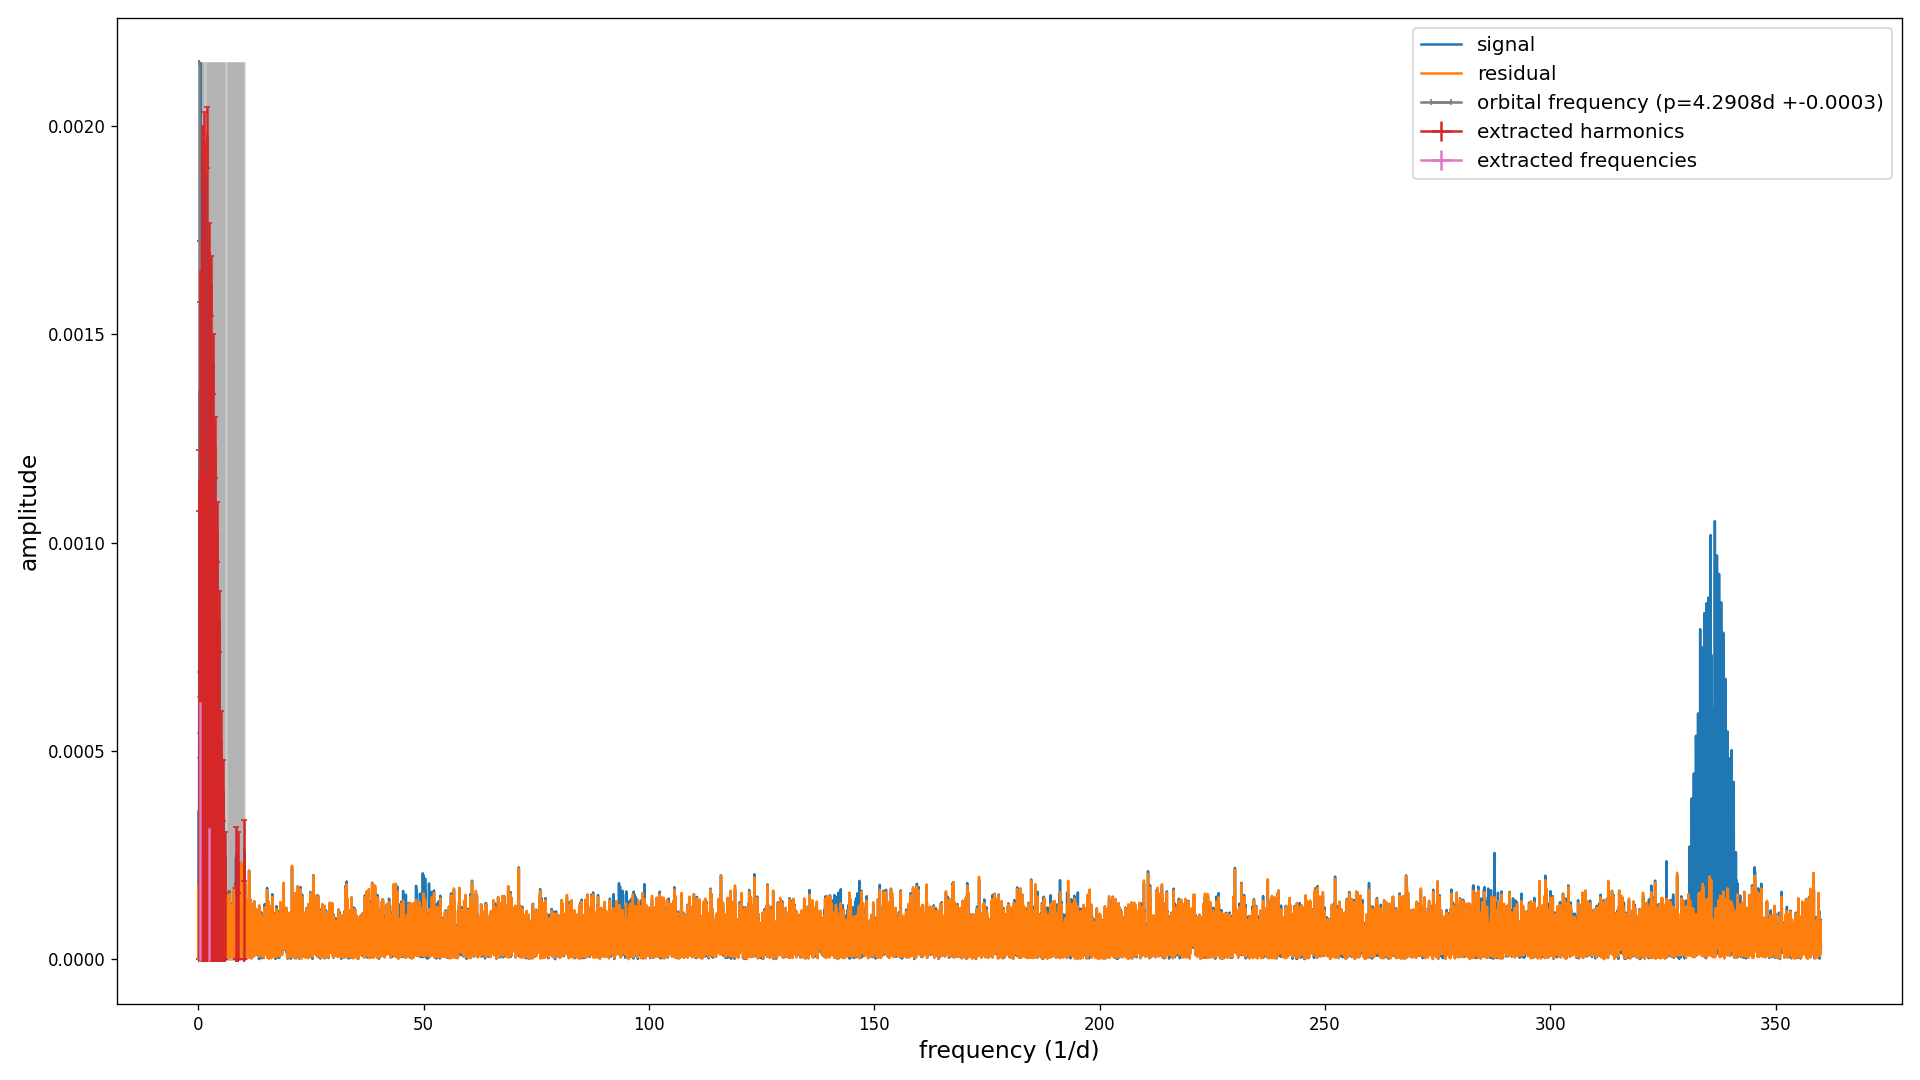 signal
residual
orbital frequency (p=4.2908d +-0.0003)
extracted harmonics
extracted frequencies
amplitude
0.0020
0.0015
0.0010
0.0005
0.0000
0 50 100 150 200 250 300 350
frequency (1/d)